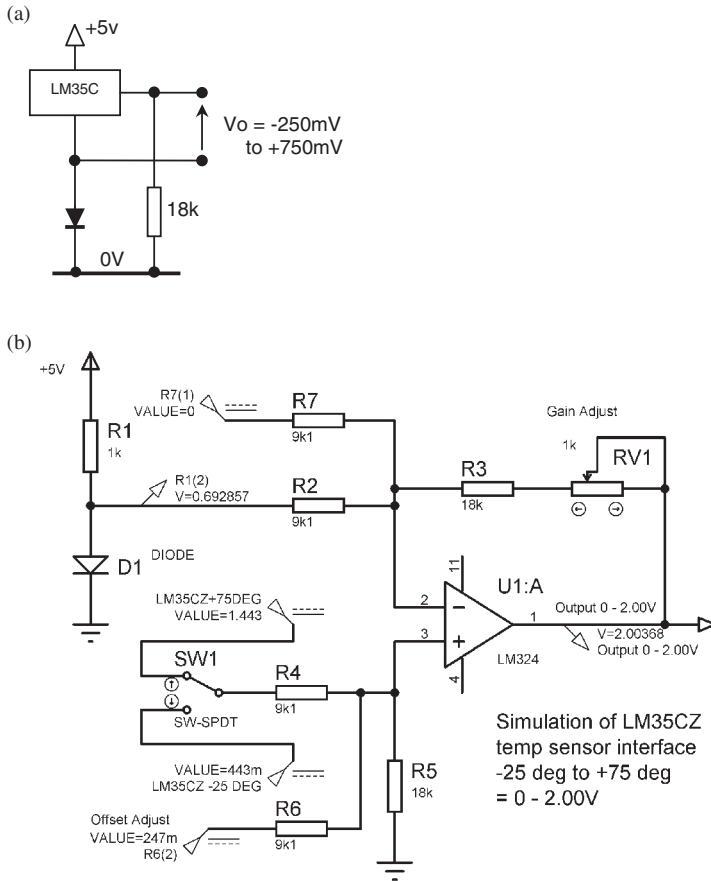 (a)
+5v
LM35C
Vo = -250mV
to +750mV
18k
0V
(b)
+5V
R7(1)
VALUE=0
R7
9k1
Gain Adjust
1k
RV1
R1
1k
R3
18k
R1(2)
V=0.692857
R2
9k1
D1
DIODE
11
U1:A
LM35CZ+75DEG
VALUE=1.443
2
3
1
4
LM324
Output 0 - 2.00V
V=2.00368
Output 0 - 2.00V
SW1
R4
9k1
SW-SPDT
Simulation of LM35CZ
temp sensor interface
-25 deg to +75 deg
= 0 - 2.00V
VALUE=443m
LM35CZ -25 DEG
R5
18k
Offset Adjust
VALUE=247m
R6(2)
R6
9k1